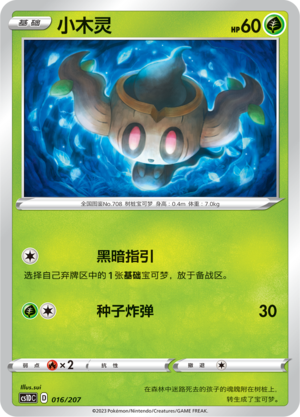 基础 小木灵 HP60
全国图鉴No.708 树桩宝可梦 身高:0.4m 体重:7.0kg
黑暗指引
选择自己弃牌区中的1张基础宝可梦,放于备战区。
种子炸弹 30
弱点 ×2 抗性 撤退
Illus.sui
CS1DC D 016/207
在森林中迷路死去的孩子的魂魄附在树桩上,
转生成了宝可梦。
©2023 Pokémon/Nintendo/Creatures/GAME FREAK.